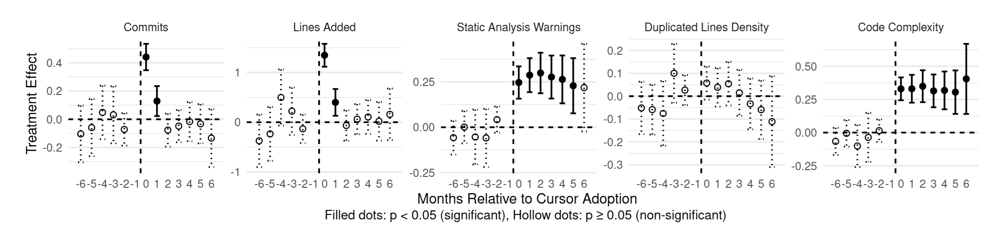 Commits
Lines Added
Static Analysis Warnings
Duplicated Lines Density
Code Complexity
Treatment Effect
0.4
0.2
0.0
-0.2
-6 -5 -4 -3 -2 -1 0 1 2 3 4 5 6
1
0
-1
-6 -5 -4 -3 -2 -1 0 1 2 3 4 5 6
0.25
0.00
-0.25
-6 -5 -4 -3 -2 -1 0 1 2 3 4 5 6
0.2
0.1
0.0
-0.1
-0.2
-0.3
-6 -5 -4 -3 -2 -1 0 1 2 3 4 5 6
0.50
0.25
0.00
-0.25
-6 -5 -4 -3 -2 -1 0 1 2 3 4 5 6
Months Relative to Cursor Adoption
Filled dots: p < 0.05 (significant), Hollow dots: p ≥ 0.05 (non-significant)